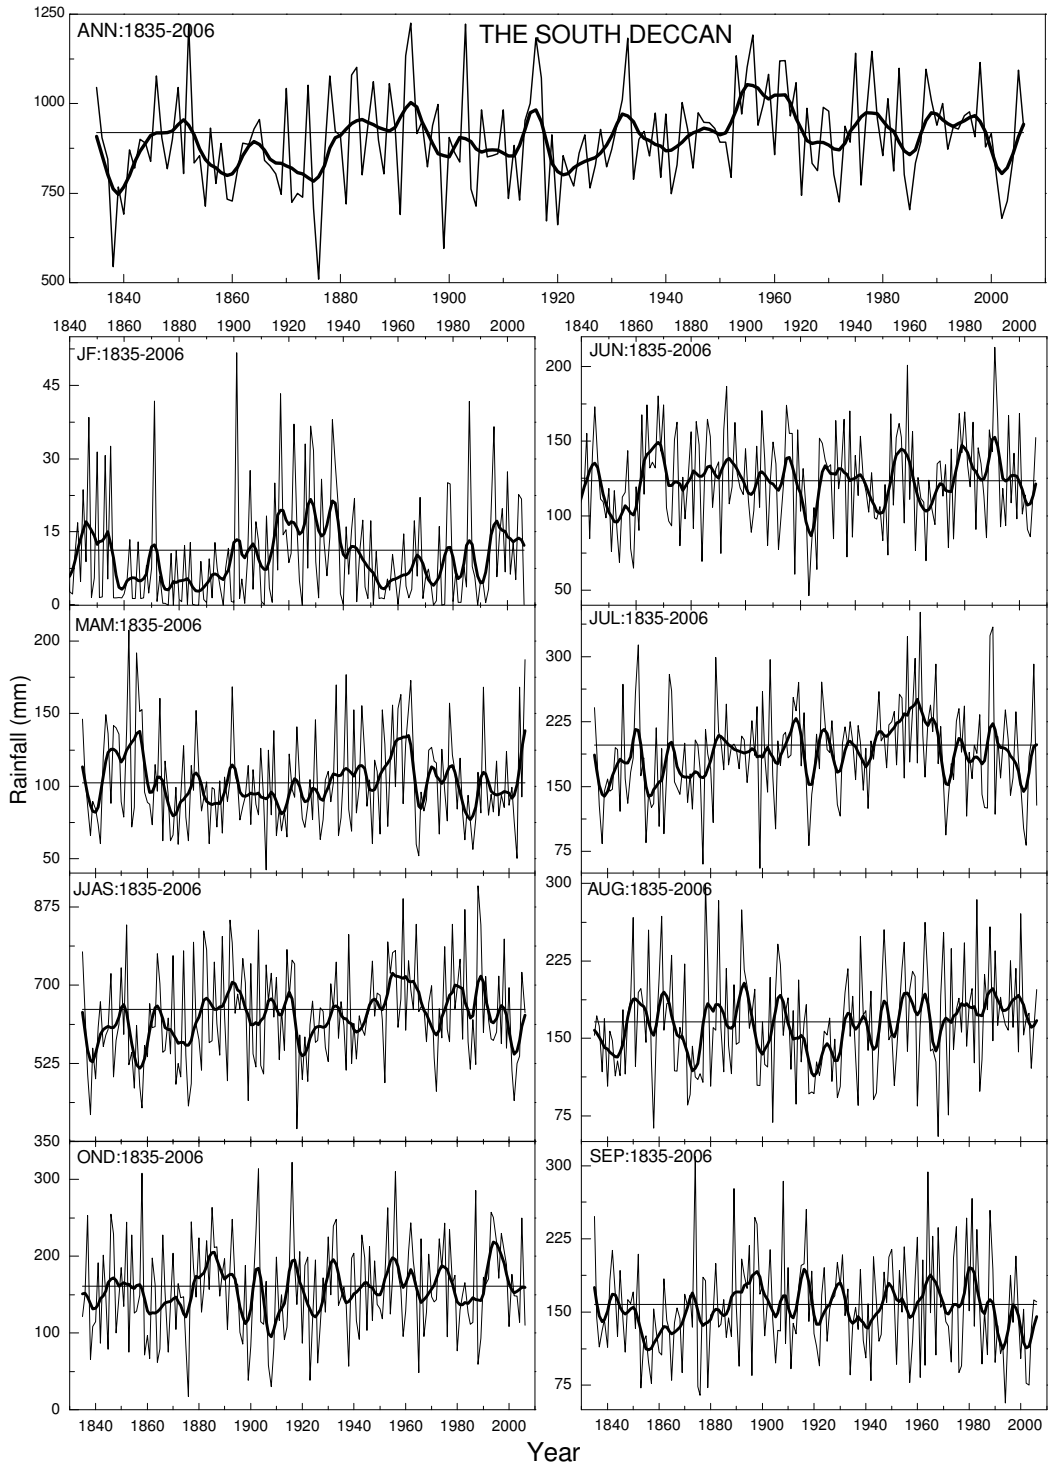 1250
ANN:1835-2006
THE SOUTH DECCAN
1000
750
500
1840 1860 1880 1900 1920 1940 1960 1980 2000
1840 1860 1880 1900 1920 1940 1960 1980 2000
1840 1860 1880 1900 1920 1940 1960 1980 2000
JF:1835-2006
45
30
15
0
JUN:1835-2006
200
150
100
50
MAM:1835-2006
200
150
100
50
JUL:1835-2006
300
225
150
75
Rainfall (mm)
JJAS:1835-2006
875
700
525
350
AUG:1835-2006
300
225
150
75
OND:1835-2006
300
200
100
0
SEP:1835-2006
300
225
150
75
1840 1860 1880 1900 1920 1940 1960 1980 2000
1840 1860 1880 1900 1920 1940 1960 1980 2000
Year